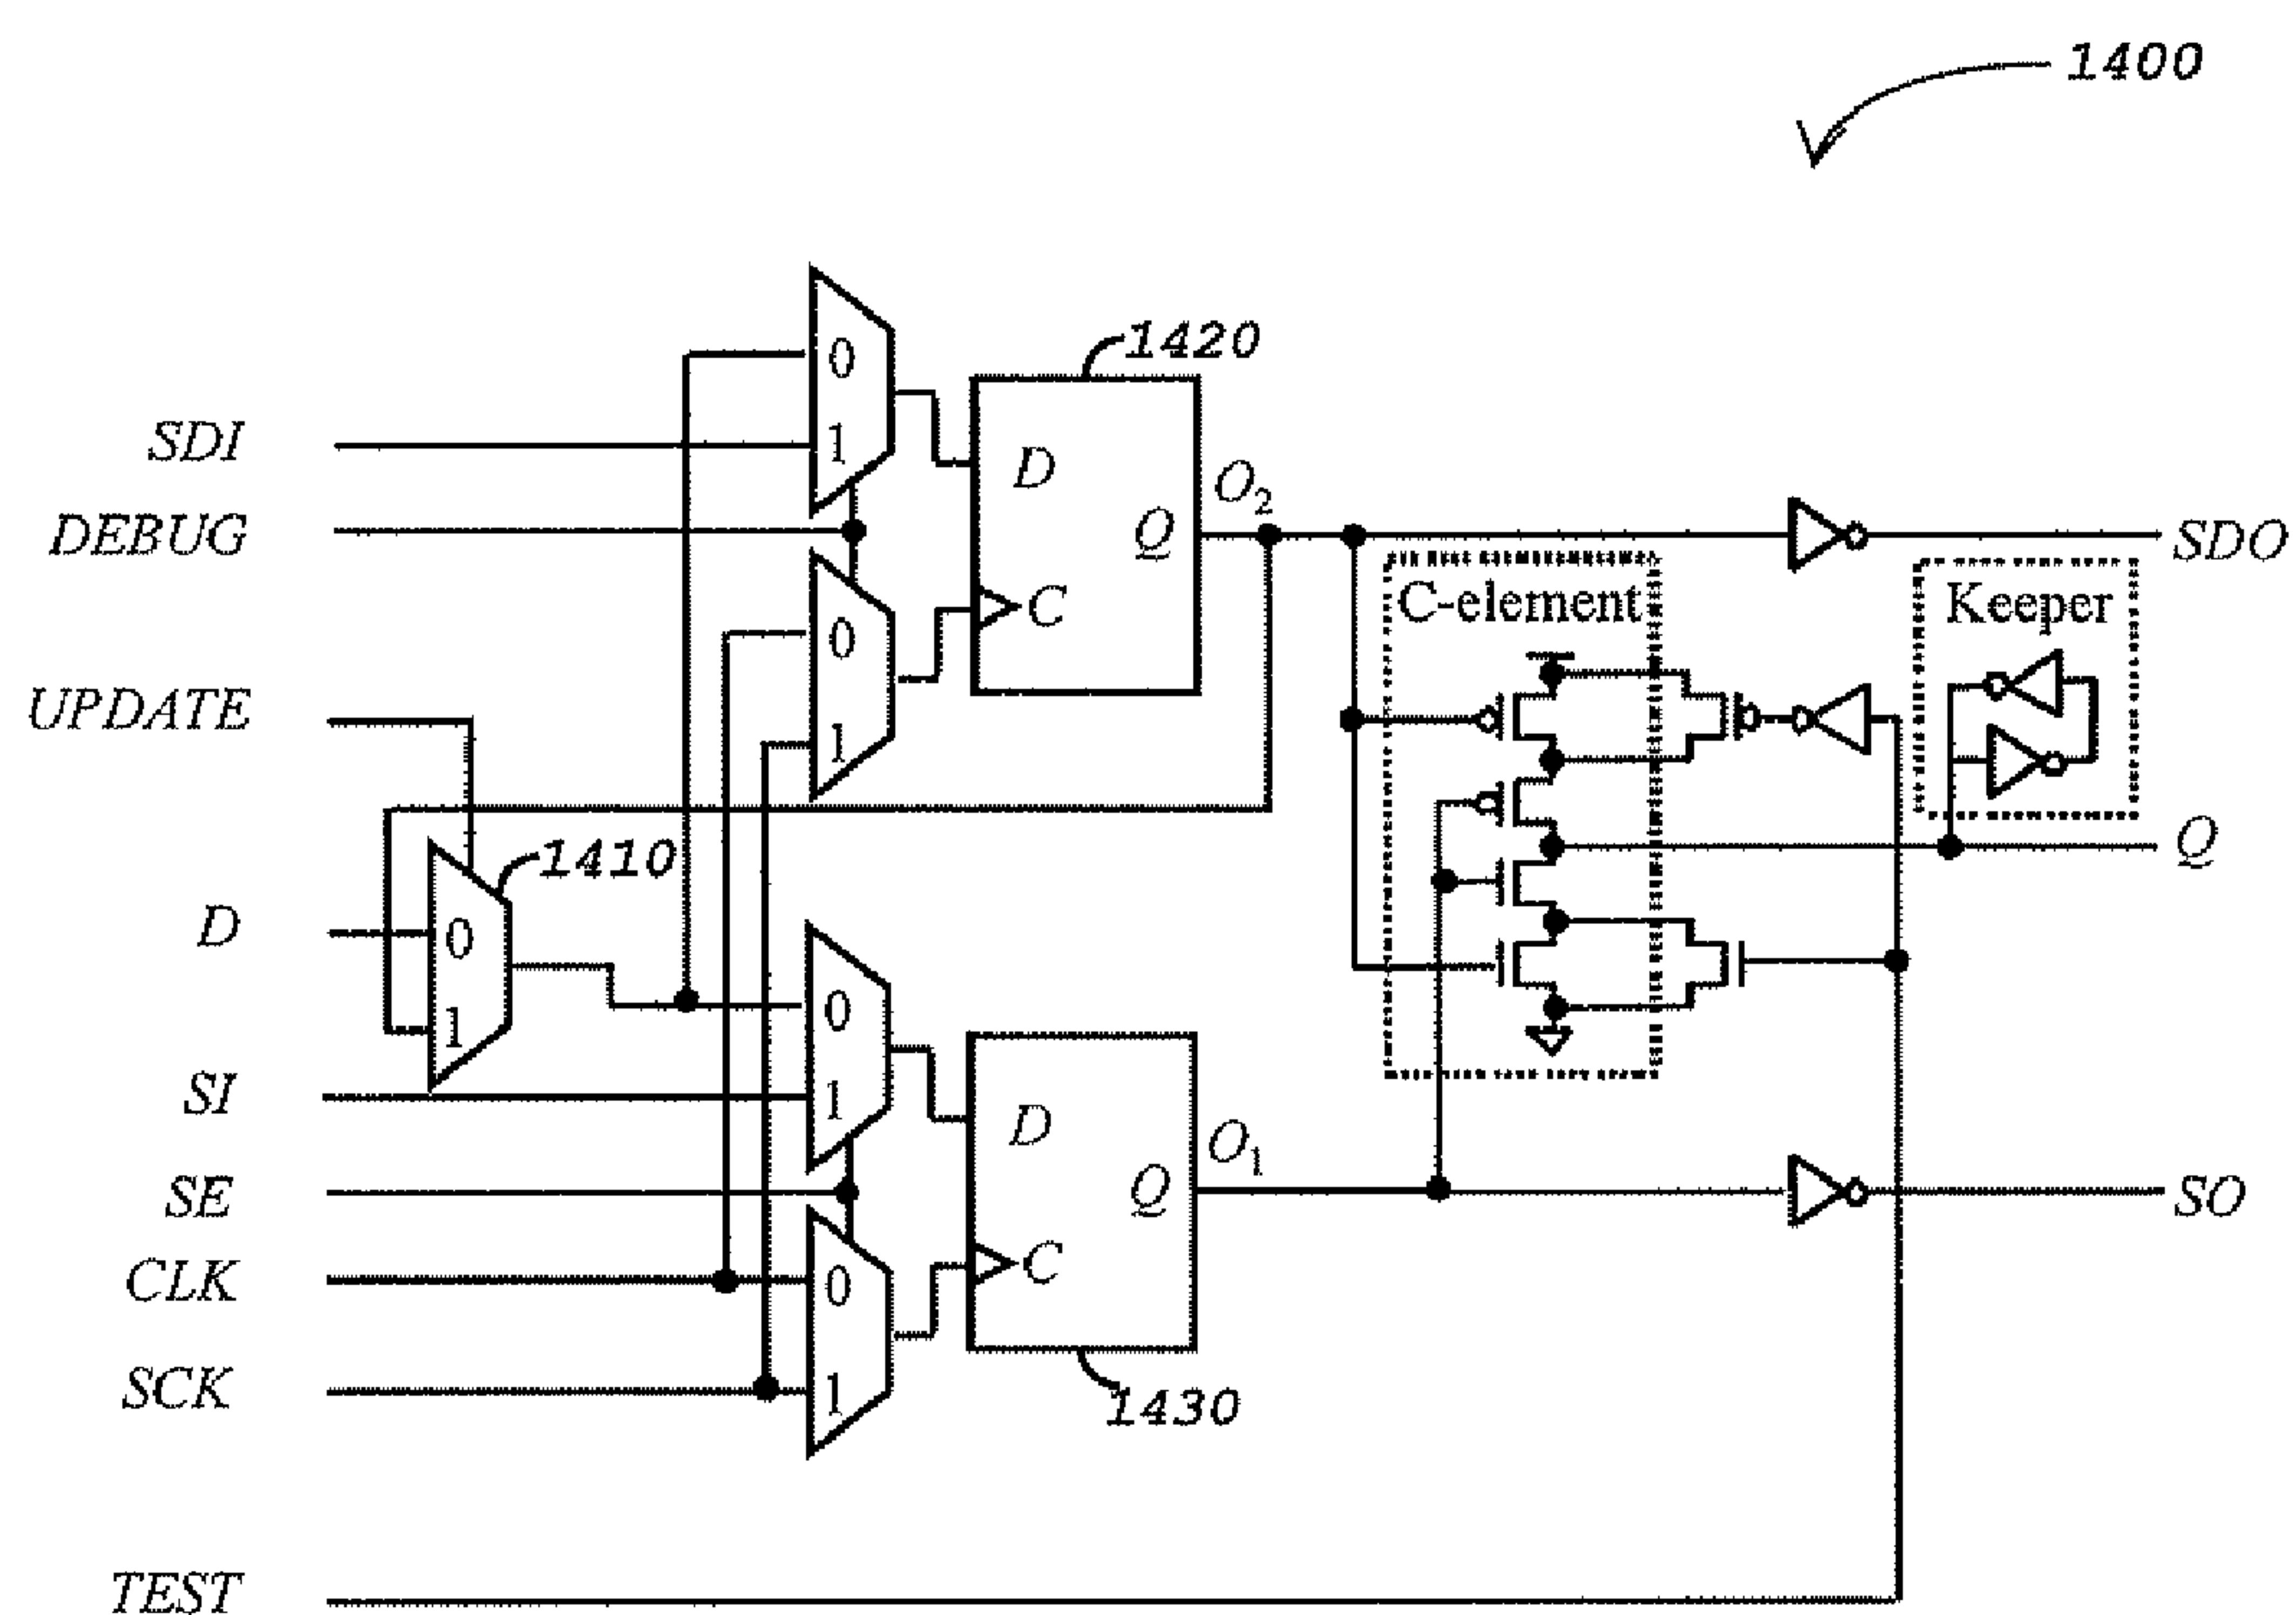 1400
0
1
SDI
DEBUG
1420
D
Q
C
O2
SDO
C-element
Keeper
0
1
UPDATE
1410
D
0
1
Q
0
1
SI
SE
D
Q
C
O1
SO
CLK
0
1
SCK
1430
TEST